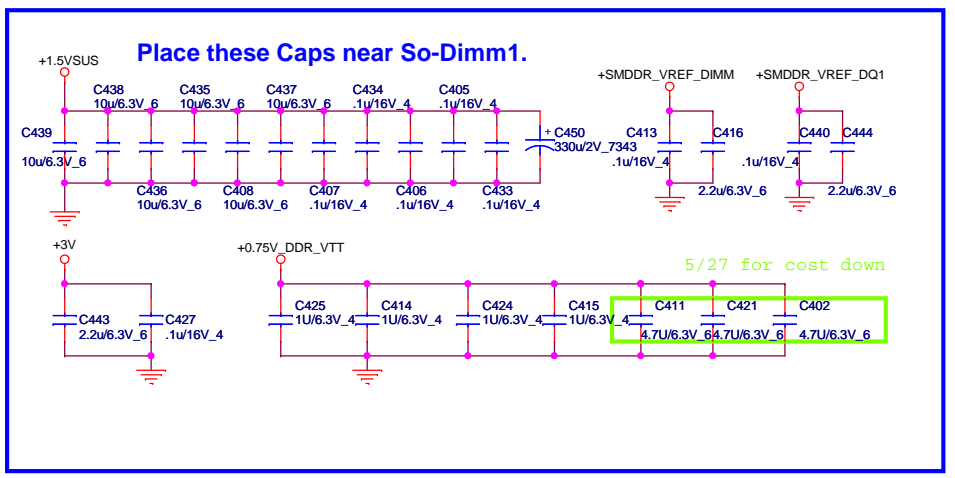 Place these Caps near So-Dimm1.
+1.5VSUS
+SMDDR_VREF_DIMM
+SMDDR_VREF_DQ1
C438
10u/6.3V_6
C435
10u/6.3V_6
C437
10u/6.3V_6
C434
.1u/16V_4
C405
.1u/16V_4
C439
10u/6.3V_6
+
C450
330u/2V_7343
C413
.1u/16V_4
C416
2.2u/6.3V_6
C440
.1u/16V_4
C444
2.2u/6.3V_6
C436
10u/6.3V_6
C408
10u/6.3V_6
C407
.1u/16V_4
C406
.1u/16V_4
C433
.1u/16V_4
+3V
+0.75V_DDR_VTT
5/27 for cost down
C443
2.2u/6.3V_6
C427
.1u/16V_4
C425
1U/6.3V_4
C414
1U/6.3V_4
C424
1U/6.3V_4
C415
1U/6.3V_4
C411
4.7U/6.3V_6
C421
4.7U/6.3V_6
C402
4.7U/6.3V_6